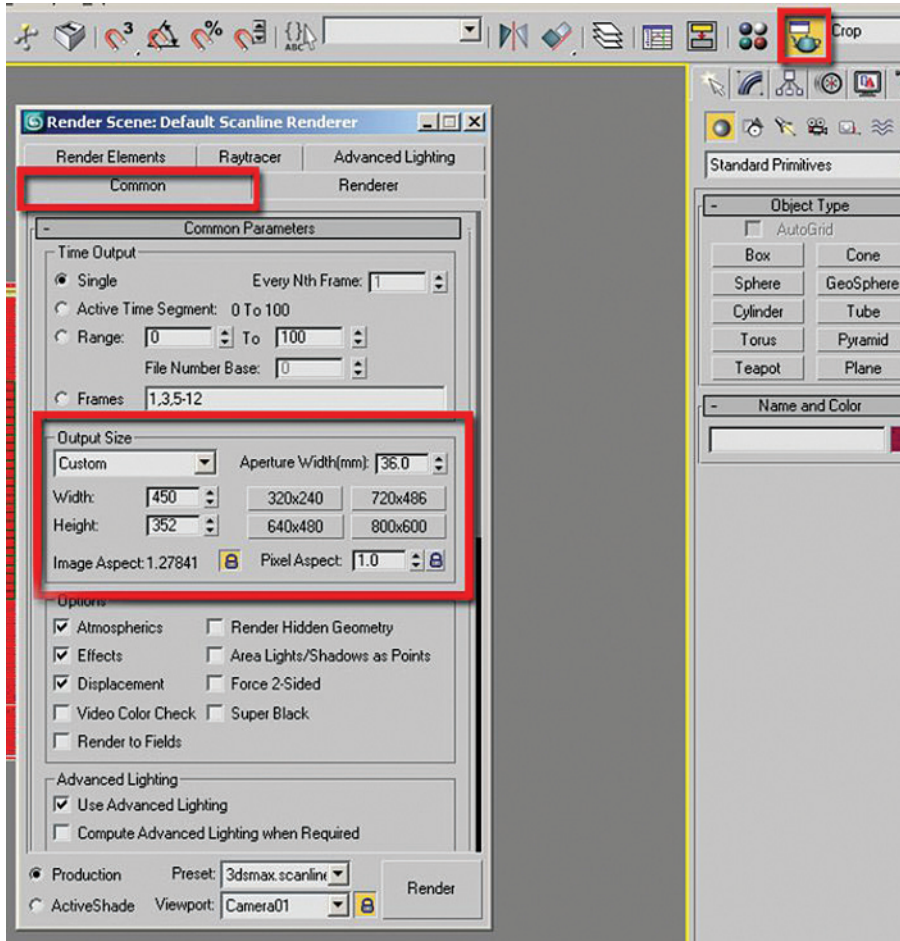 ABC
Crop
Render Scene: Default Scanline Renderer
Render Elements Raytracer Advanced Lighting
Common Renderer
- Common Parameters
Time Output
Single Every Nth Frame: 1
Active Time Segment: 0 To 100
Range: 0 To 100
File Number Base: 0
Frames 1,3,5-12
Output Size
Custom Aperture Width(mm): 36.0
Width: 450 320x240 720x486
Height: 352 640x480 800x600
Image Aspect: 1.27841 Pixel Aspect: 1.0
Options
Atmospherics Render Hidden Geometry
Effects Area Lights/Shadows as Points
Displacement Force 2-Sided
Video Color Check Super Black
Render to Fields
Advanced Lighting
Use Advanced Lighting
Compute Advanced Lighting when Required
Production Preset: 3dsmax.scanline
ActiveShade Viewport: Camera01
Render
Standard Primitives
- Object Type
AutoGrid
Box Cone
Sphere GeoSphere
Cylinder Tube
Torus Pyramid
Teapot Plane
- Name and Color